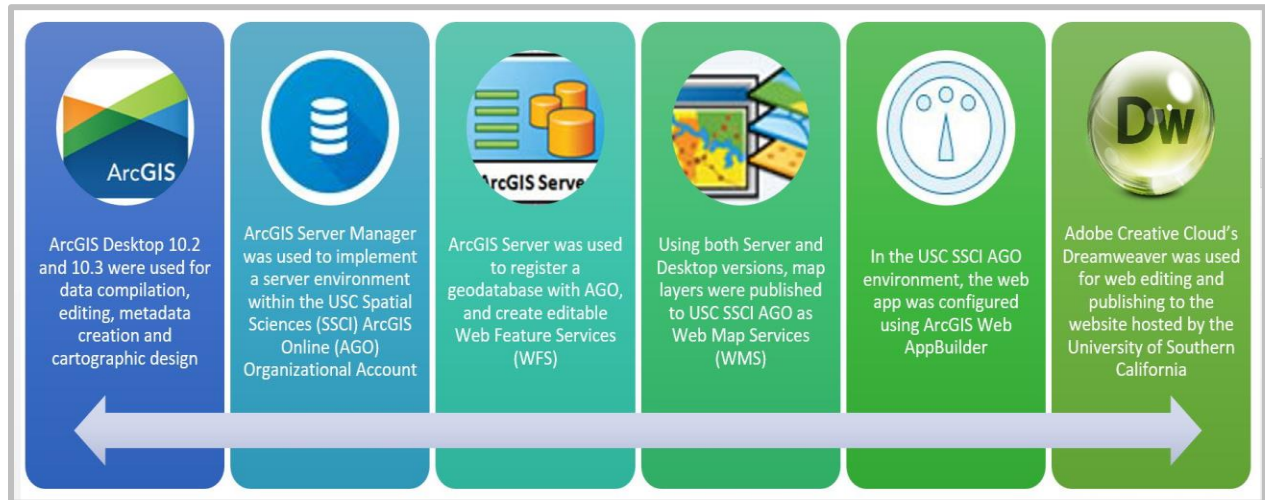 ArcGIS
ArcGIS Desktop 10.2
and 10.3 were used for
data compilation,
editing, metadata
creation and
cartographic design
ArcGIS Server Manager
was used to implement
a server environment
within the USC Spatial
Sciences (SSCI) ArcGIS
Online (AGO)
Organizational Account
ArcGIS Serve
ArcGIS Server was used
to register a
geodatabase with AGO,
and create editable
Web Feature Services
(WFS)
Using both Server and
Desktop versions, map
layers were published
to USC SSCI AGO as
Web Map Services
(WMS)
In the USC SSCI AGO
environment, the web
app was configured
using ArcGIS Web
AppBuilder
Dw
Adobe Creative Cloud's
Dreamweaver was used
for web editing and
publishing to the
website hosted by the
University of Southern
California